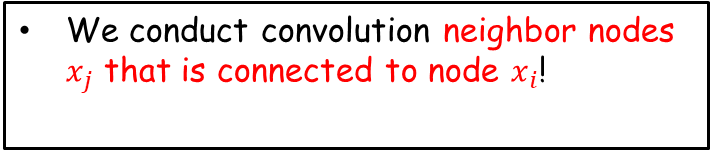 • We conduct convolution neighbor nodes
$x_j$ that is connected to node $x_i$!